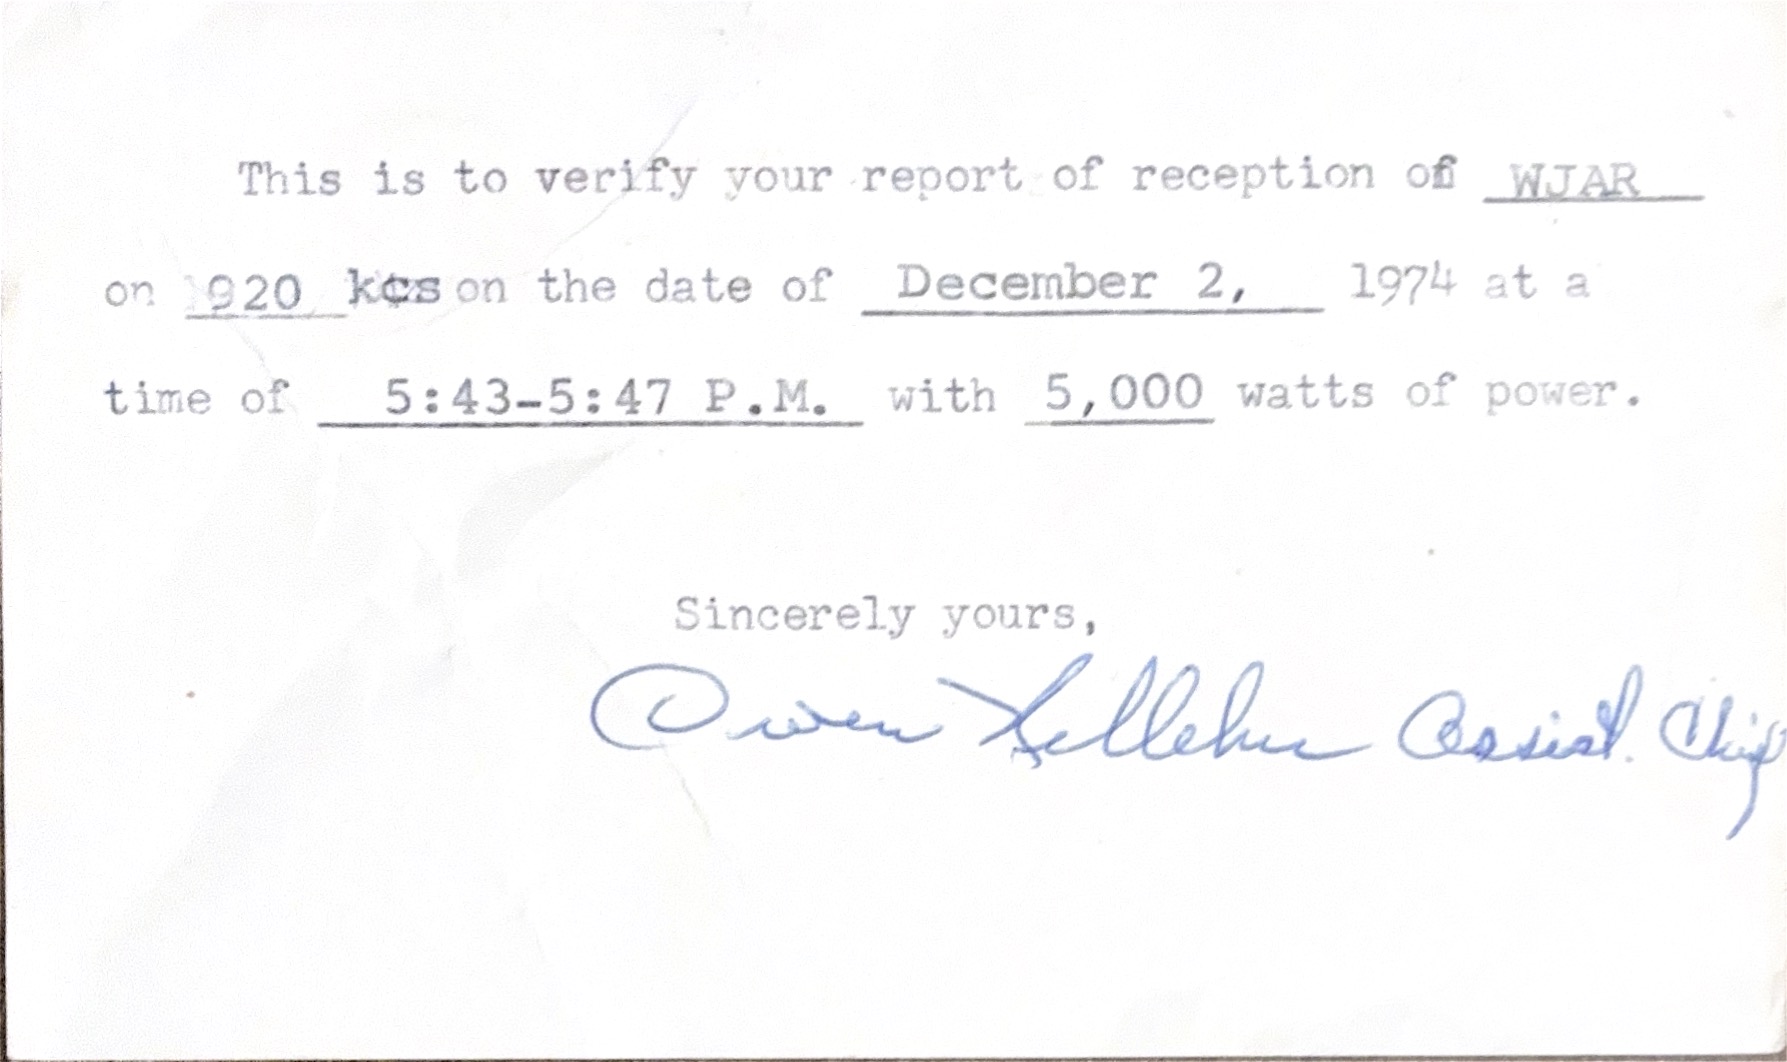 This is to verify your report of reception of WJAR
on 920 kcs on the date of December 2, 1974 at a
time of 5:43-5:47 P.M. with 5,000 watts of power.
Sincerely yours,
Owen Kelleher Assist. Chief